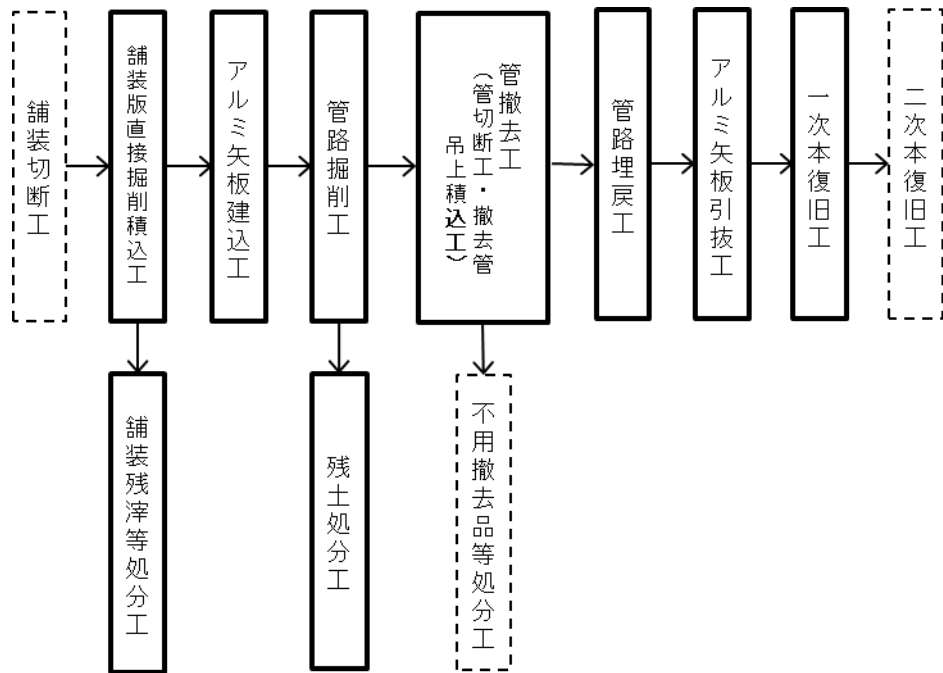 舗装切断工
舗装版直接掘削積込工
アルミ矢板建込工
管路掘削工
管撤去工
（管切断工・撤去管
吊上積込工）
管路埋戻工
アルミ矢板引抜工
一次本復旧工
二次本復旧工
舗装残滓等処分工
残土処分工
不用撤去品等処分工